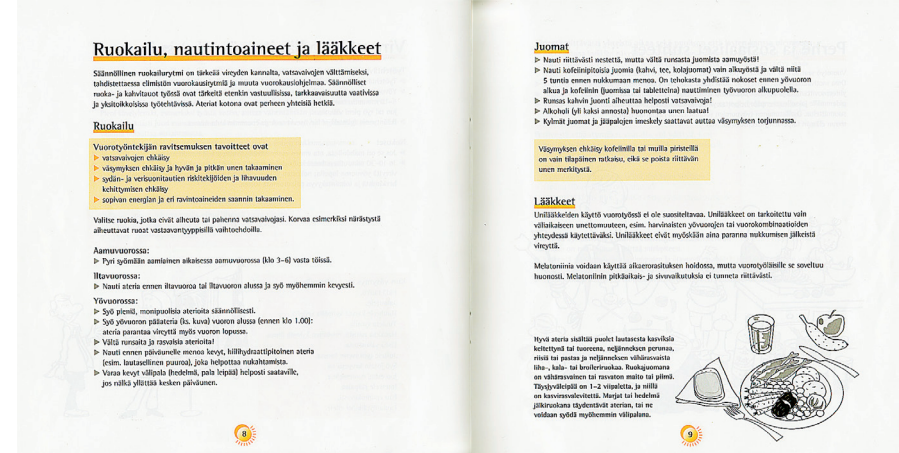 Ruokailu, nautintoaineet ja lääkkeet
Säännöllinen ruokailurytmi on tärkeää vireyden kannalta, vatsavaivojen välttämiseksi,
tahdistettaessa elimistön vuorokausirytmiä ja muuta vuorokausiohjelmaa. Säännölliset
ruoka- ja kahvitauot työssä ovat tärkeitä etenkin vastuullisissa, tarkkaavaisuutta vaativissa
ja yksitoikkoisissa työtehtävissä. Ateriat kotona ovat perheen yhteisiä hetkiä.
Ruokailu
Vuorotyöntekijän ravitsemuksen tavoitteet ovat
vatsavaivojen ehkäisy
väsymyksen ehkäisy ja hyvän ja pitkän unen takaaminen
sydän- ja verisuonitautien riskitekijöiden ja lihavuuden
kehittymisen ehkäisy
sopivan energian ja eri ravintoaineiden saannin takaaminen.
Valitse ruokia, jotka eivät aiheuta tai pahenna vatsavaivojasi. Korvaa esimerkiksi närästystä
aiheuttavat ruoat vastaavantyyppisillä vaihtoehdoilla.
Aamuvuorossa:
Pyri syömään aamiainen aikaisessa aamuvuorossa (klo 3–6) vasta töissä.
Iltavuorossa:
Nauti ateria ennen iltavuoroa tai iltavuoron alussa ja syö myöhemmin kevyesti.
Yövuorossa:
Syö pieniä, monipuolisia aterioita säännöllisesti.
Syö yövuoron pääateria (ks. kuva) vuoron alussa (ennen klo 1.00):
ateria parantaa vireyttä myös vuoron lopussa.
Vältä runsaita ja rasvaisia aterioita!
Nauti ennen päiväunelle menoa kevyt, hiilihydraattipitoinen ateria
(esim. lautasellinen puuroa), joka helpottaa nukahtamista.
Varaa kevyt välipala (hedelmä, pala leipää) helposti saataville,
jos nälkä yllättää kesken päiväunen.
8
Juomat
Nauti riittävästi nestettä, mutta vältä runsasta juomista aamuyöstä!
Nauti kofeiinipitoisia juomia (kahvi, tee, kolajuomat) vain alkuyöstä ja vältä niitä
5 tuntia ennen nukkumaan menoa. On tehokasta yhdistää nokoset ennen yövuoron
alkua ja kofeiinin (juomissa tai tabletteina) nauttiminen työvuoron alkupuolella.
Runsas kahvin juonti aiheuttaa helposti vatsavaivoja!
Alkoholi (yli kaksi annosta) huonontaa unen laatua!
Kylmät juomat ja jääpalojen imeskely saattavat auttaa väsymyksen torjunnassa.
Väsymyksen ehkäisy kofeiinilla tai muilla piristeillä
on vain tilapäinen ratkaisu, eikä se poista riittävän
unen merkitystä.
Lääkkeet
Unilääkkeiden käyttö vuorotyössä ei ole suositeltavaa. Unilääkkeet on tarkoitettu vain
väliaikaiseen unettomuuteen, esim. harvinaisten yövuorojen tai vuorokombinaatioiden
yhteydessä käytettäväksi. Unilääkkeet eivät myöskään aina paranna nukkumisen jälkeistä
vireyttä.
Melatoniinia voidaan käyttää aikaerorasituksen hoidossa, mutta vuorotyöläisille se soveltuu
huonosti. Melatoniinin pitkäaikais- ja sivuvaikutuksia ei tunneta riittävästi.
Hyvä ateria sisältää puolet lautasesta kasviksia
keitettynä tai tuoreena, neljänneksen perunaa,
riisiä tai pastaa ja neljänneksen vähärasvaista
liha-, kala- tai broileriruokaa. Ruokajuomana
on vähärasvainen tai rasvaton maito tai piimä.
Täysjyväleipää on 1–2 viipaletta, ja niillä
on kasvirasvalevitettä. Marjat tai hedelmä
jälkiruokana täydentävät aterian, tai ne
voidaan syödä myöhemmin välipalana.
9